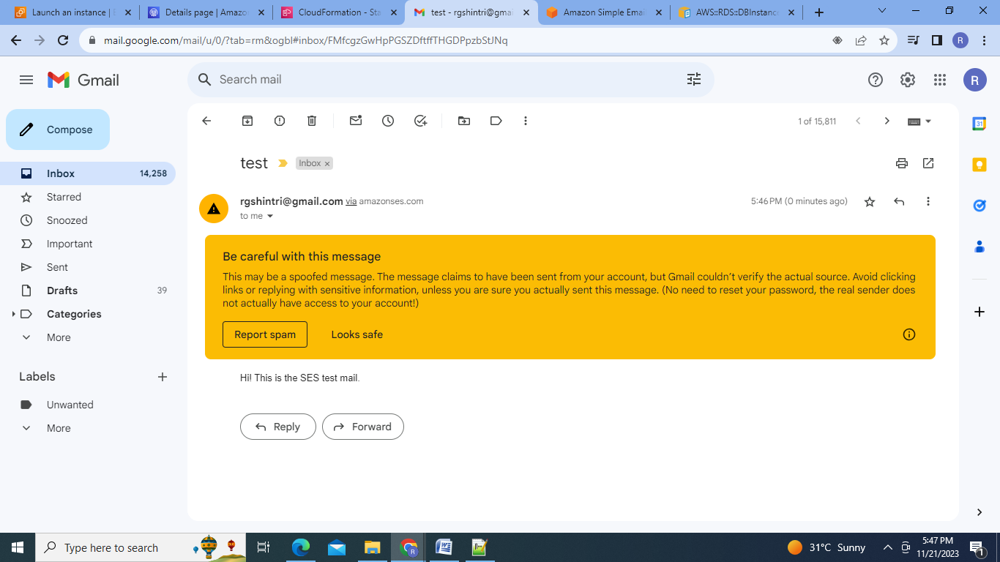 Launch an instance | E
Details page | Amazo
CloudFormation - Sta
test - rgshintri@gmai
Amazon Simple Emai
AWS::RDS::DBInstanc
mail.google.com/mail/u/0/?tab=rm&ogbl#inbox/FMfcgzGwHpPGSZDftffTHGDPpzbStJNq
R
Gmail
Search mail
R
Compose
1 of 15,811
31
test
Inbox ×
Inbox 14,258
Starred
Snoozed
Important
Sent
Drafts 39
Categories
More
Labels
Unwanted
More
rgshintri@gmail.com via amazonses.com
5:46 PM (0 minutes ago)
to me
Be careful with this message
This may be a spoofed message. The message claims to have been sent from your account, but Gmail couldn't verify the actual source. Avoid clicking
links or replying with sensitive information, unless you are sure you actually sent this message. (No need to reset your password, the real sender does
not actually have access to your account!)
Report spam
Looks safe
Hi! This is the SES test mail.
Reply
Forward
Type here to search
R
W
31°C Sunny
5:47 PM
11/21/2023
1